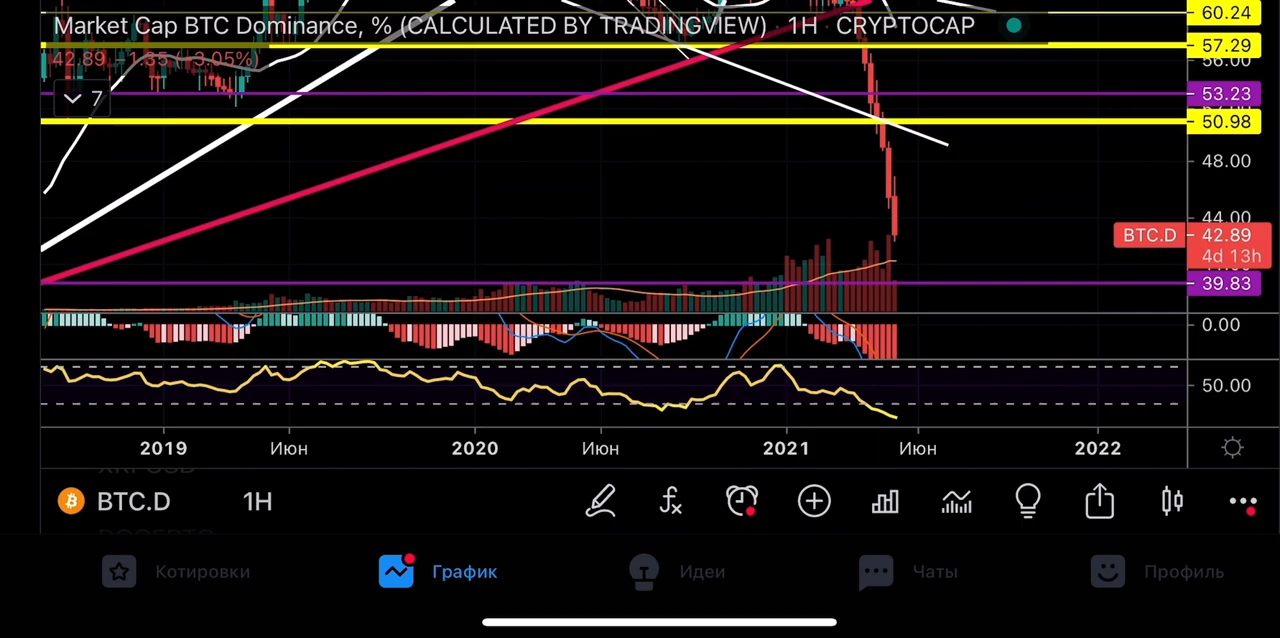 60.24
Market Cap BTC Dominance, % (CALCULATED BY TRADINGVIEW) · 1H · CRYPTOCAP
57.29
42.89 −1.35 (−3.05%)
56.00
7
53.23
50.98
48.00
44.00
BTC.D 42.89
4d 13h
39.83
0.00
50.00
2019 Июн 2020 Июн 2021 Июн 2022
XRPUSD
BTC.D 1H
Котировки График Идеи Чаты Профиль